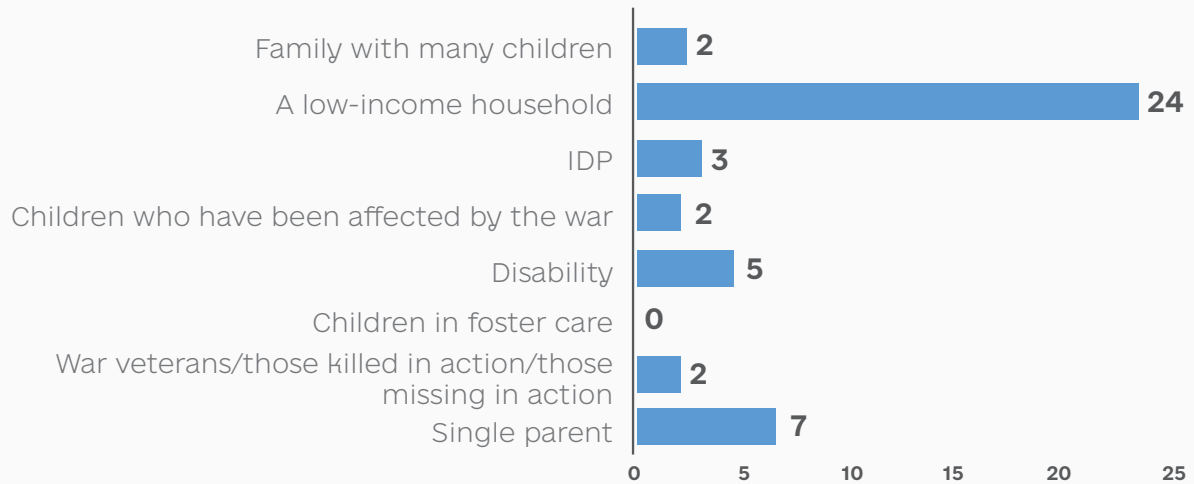 Family with many children 2
A low-income household 24
IDP 3
Children who have been affected by the war 2
Disability 5
Children in foster care 0
War veterans/those killed in action/those
missing in action 2
Single parent 7
0 5 10 15 20 25